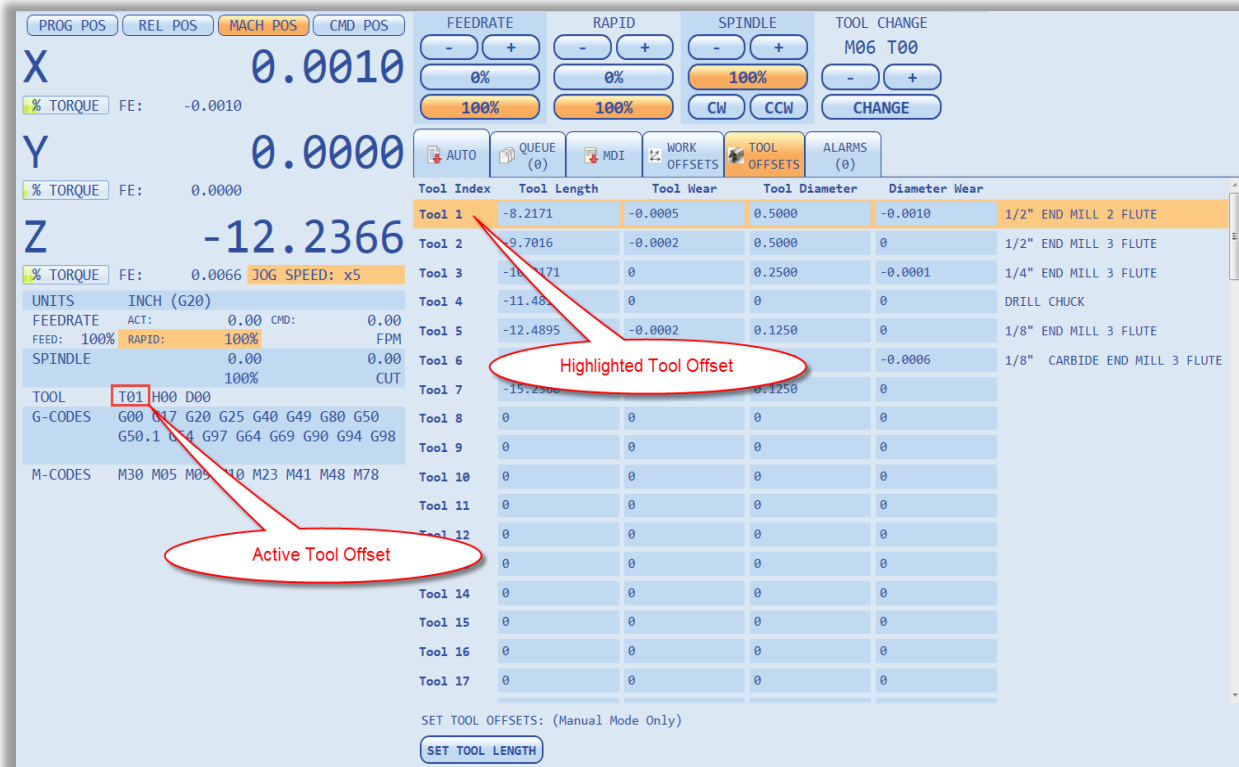 PROG POS REL POS MACH POS CMD POS
X 0.0010
% TORQUE FE: -0.0010
Y 0.0000
% TORQUE FE: 0.0000
Z -12.2366
% TORQUE FE: 0.0066 JOG SPEED: x5
UNITS INCH (G20)
FEEDRATE ACT: 0.00 CMD: 0.00
FEED: 100% RAPID: 100% FPM
SPINDLE 0.00 0.00
100% CUT
TOOL T01 H00 D00
G-CODES G00 G17 G20 G25 G40 G49 G80 G50
G50.1 G54 G97 G64 G69 G90 G94 G98
M-CODES M30 M05 M09 M10 M23 M41 M48 M78
Active Tool Offset
FEEDRATE RAPID SPINDLE TOOL CHANGE
- + - + - + M06 T00
0% 0% 100% - +
100% 100% CW CCW CHANGE
AUTO QUEUE (0) MDI WORK OFFSETS TOOL OFFSETS ALARMS (0)
Tool Index Tool Length Tool Wear Tool Diameter Diameter Wear
Tool 1 -8.2171 -0.0005 0.5000 -0.0010 1/2" END MILL 2 FLUTE
Tool 2 -9.7016 -0.0002 0.5000 0 1/2" END MILL 3 FLUTE
Tool 3 0 0.2500 -0.0001 1/4" END MILL 3 FLUTE
Tool 4 0 0 0 DRILL CHUCK
Tool 5 -12.4895 -0.0002 0.1250 0 1/8" END MILL 3 FLUTE
Tool 6 -0.0006 1/8" CARBIDE END MILL 3 FLUTE
Highlighted Tool Offset
Tool 7 0.1250 0
Tool 8 0 0 0 0
Tool 9 0 0 0 0
Tool 10 0 0 0 0
Tool 11 0 0 0 0
Tool 12 0 0 0 0
0 0 0 0
Tool 14 0 0 0 0
Tool 15 0 0 0 0
Tool 16 0 0 0 0
Tool 17 0 0 0 0
SET TOOL OFFSETS: (Manual Mode Only)
SET TOOL LENGTH